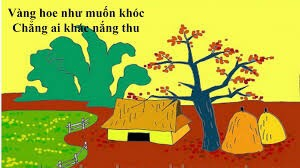 Vàng hoe như muốn khóc
Chẳng ai khác nắng thu